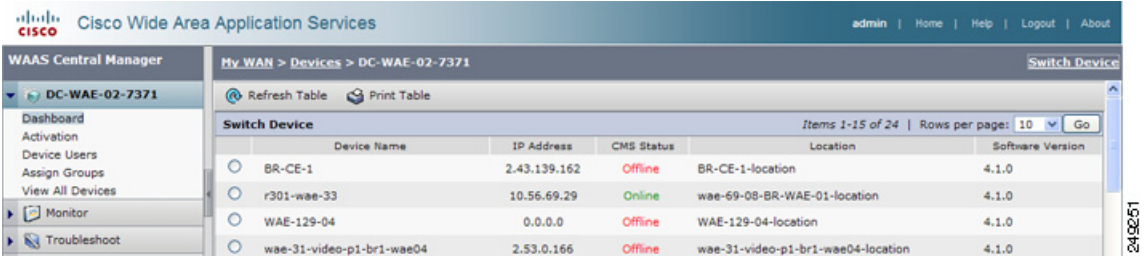 CISCO Cisco Wide Area Application Services admin | Home | Help | Logout | About
WAAS Central Manager My WAN > Devices > DC-WAE-02-7371 Switch Device
DC-WAE-02-7371 Refresh Table Print Table
Dashboard Switch Device Items 1-15 of 24 | Rows per page: 10 Go
Activation Device Name IP Address CMS Status Location Software Version
Device Users BR-CE-1 2.43.139.162 Offline BR-CE-1-location 4.1.0
Assign Groups
View All Devices r301-wae-33 10.56.69.29 Online wae-69-08-BR-WAE-01-location 4.1.0
Monitor WAE-129-04 0.0.0.0 Offline WAE-129-04-location 4.1.0
Troubleshoot wae-31-video-p1-br1-wae04 2.53.0.166 Offline wae-31-video-p1-br1-wae04-location 4.1.0
249251